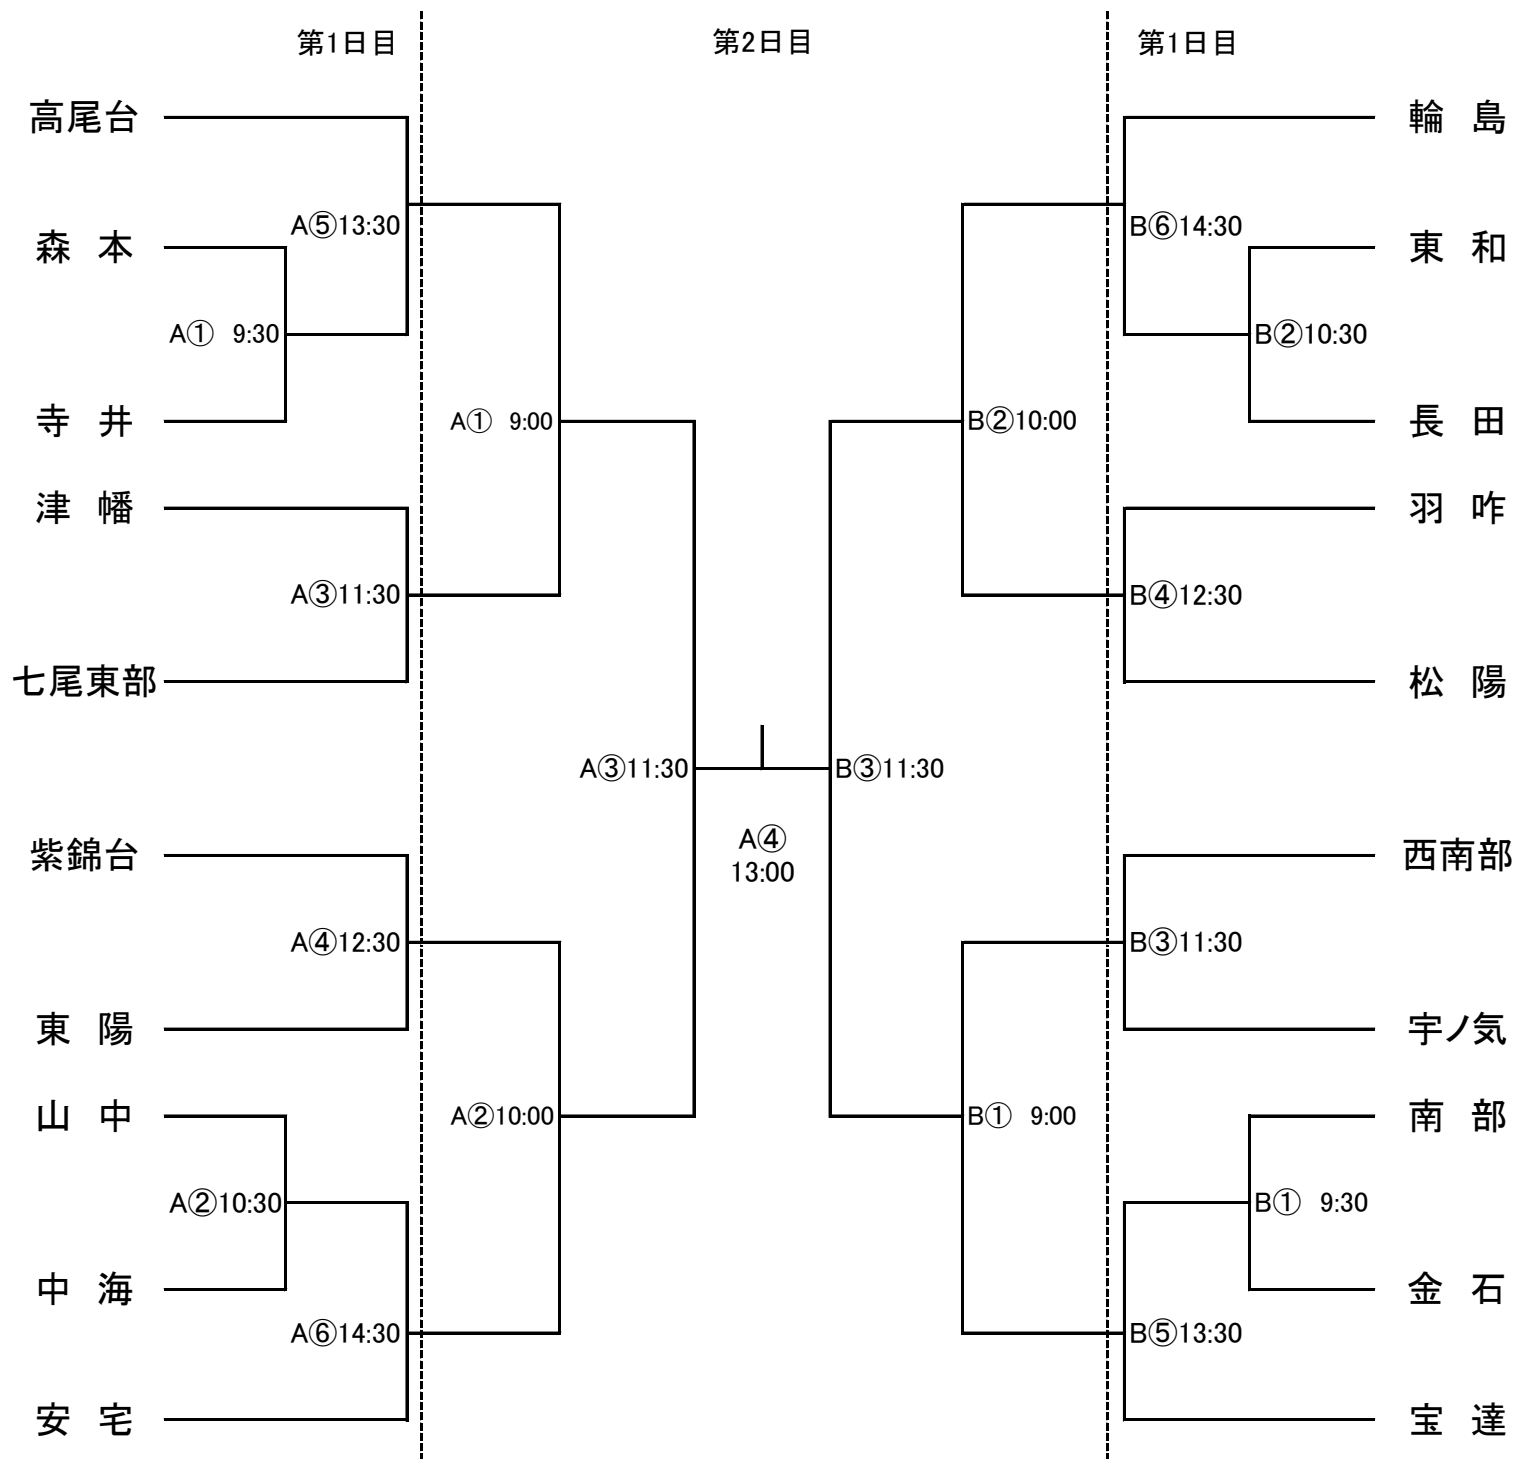 第1日目 第2日目 第1日目
高尾台 輪 島
A⑤13:30 B⑥14:30
森 本 東 和
A① 9:30 B②10:30
寺 井 A① 9:00 B②10:00 長 田
津 幡 羽 咋
A③11:30 B④12:30
七尾東部 松 陽
A③11:30 B③11:30
A④
13:00
紫錦台 西南部
A④12:30 B③11:30
東 陽 宇ノ気
山 中 A②10:00 B① 9:00 南 部
A②10:30 B① 9:30
中 海 金 石
A⑥14:30 B⑤13:30
安 宅 宝 達